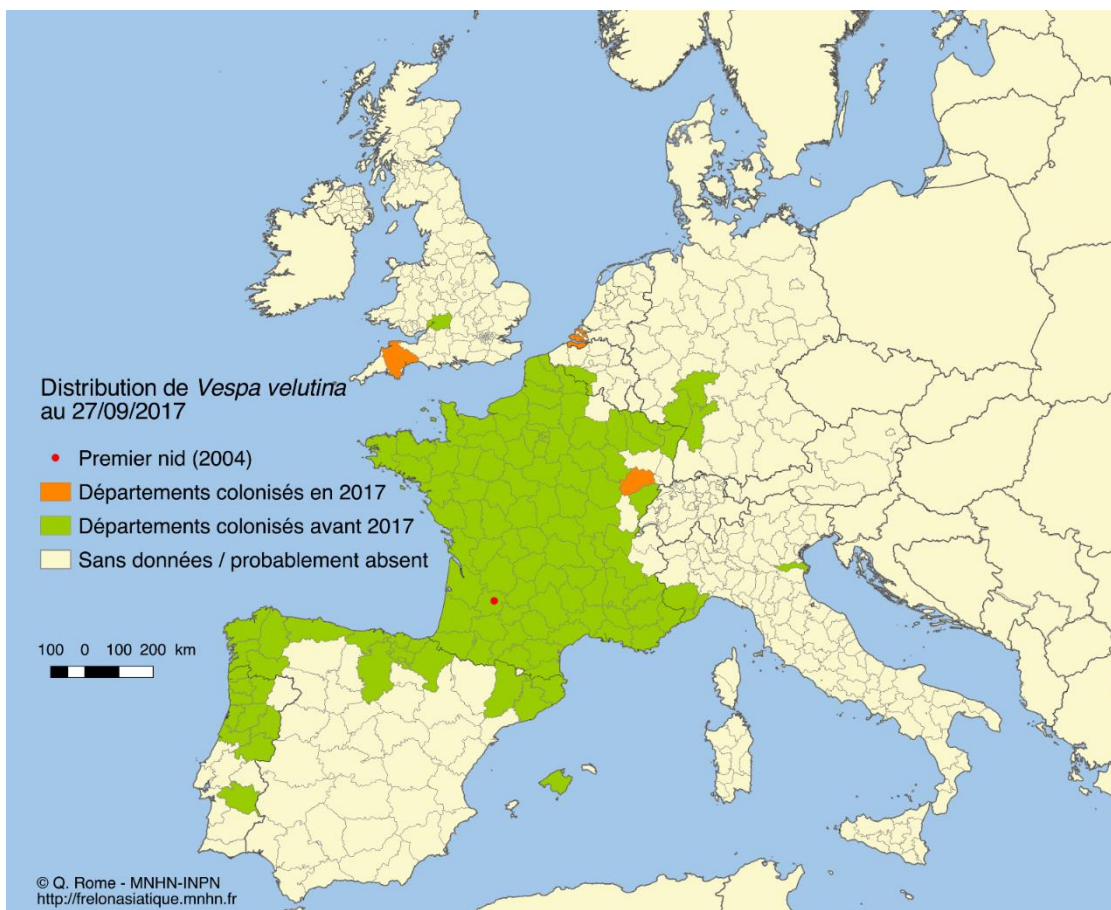 Distribution de Vespa velutina
au 27/09/2017
Premier nid (2004)
Départements colonisés en 2017
Départements colonisés avant 2017
Sans données / probablement absent
100 0 100 200 km
© Q. Rome - MNHN-INPN
http://frelonasiatique.mnhn.fr